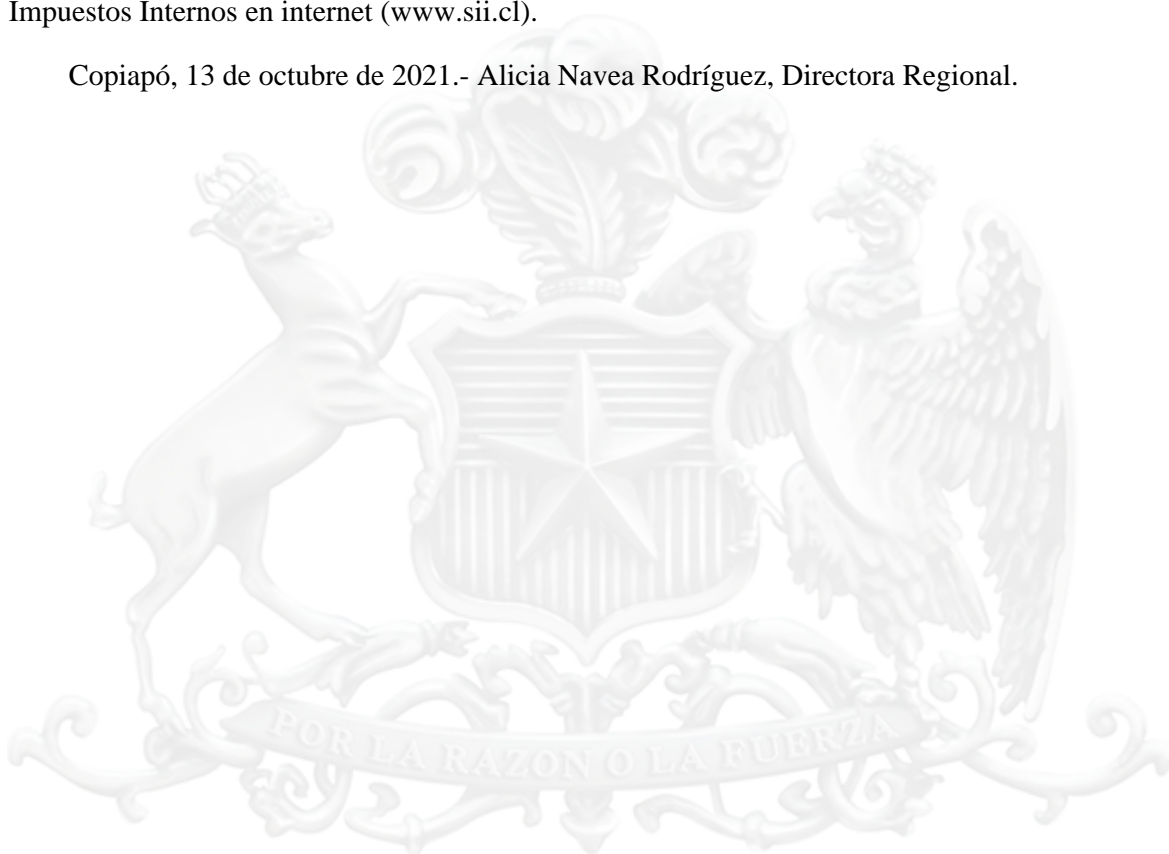 Impuestos Internos en internet (www.sii.cl).
Copiapó, 13 de octubre de 2021.- Alicia Navea Rodríguez, Directora Regional.
POR LA RAZON O LA FUERZA